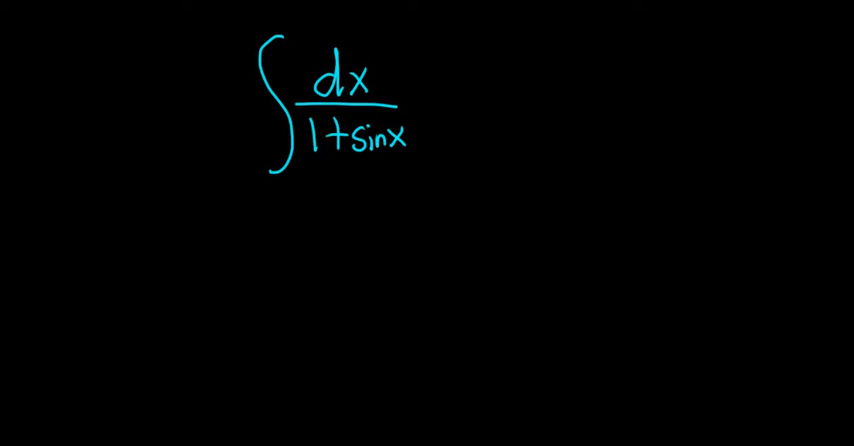 ∫ dx
1+sinx